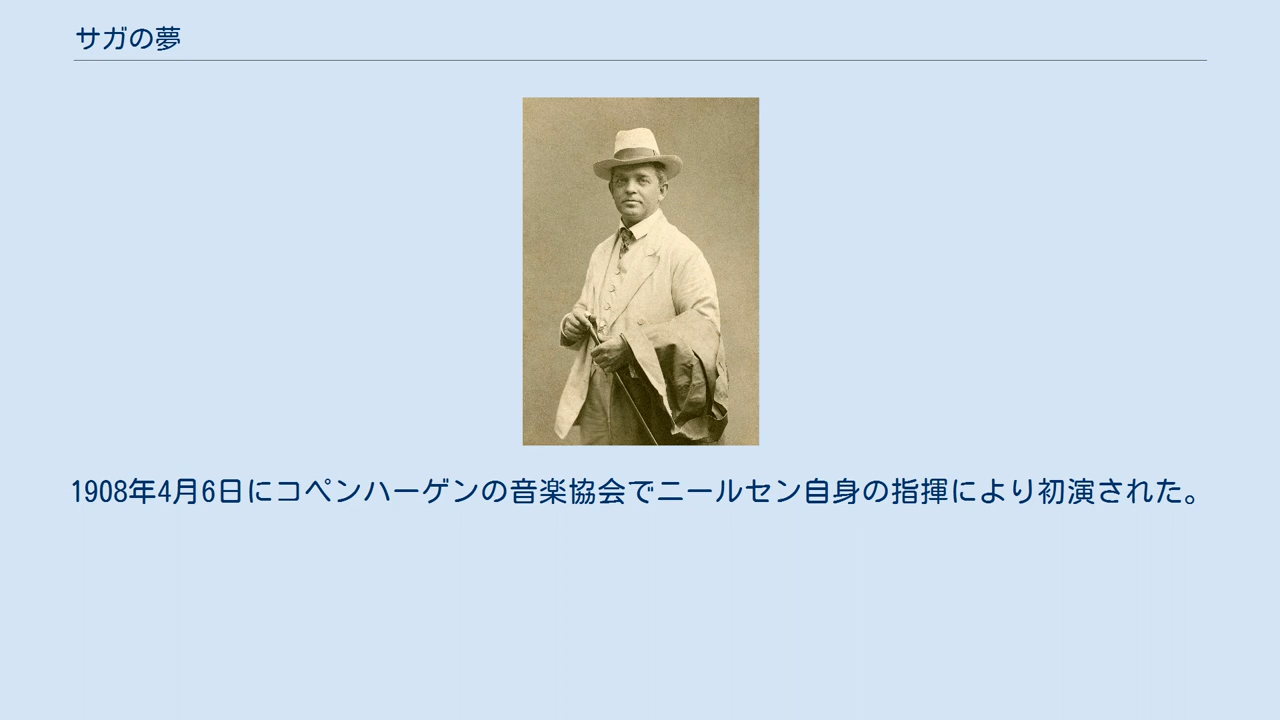 サガの夢
1908年4月6日にコペンハーゲンの音楽協会でニールセン自身の指揮により初演された。